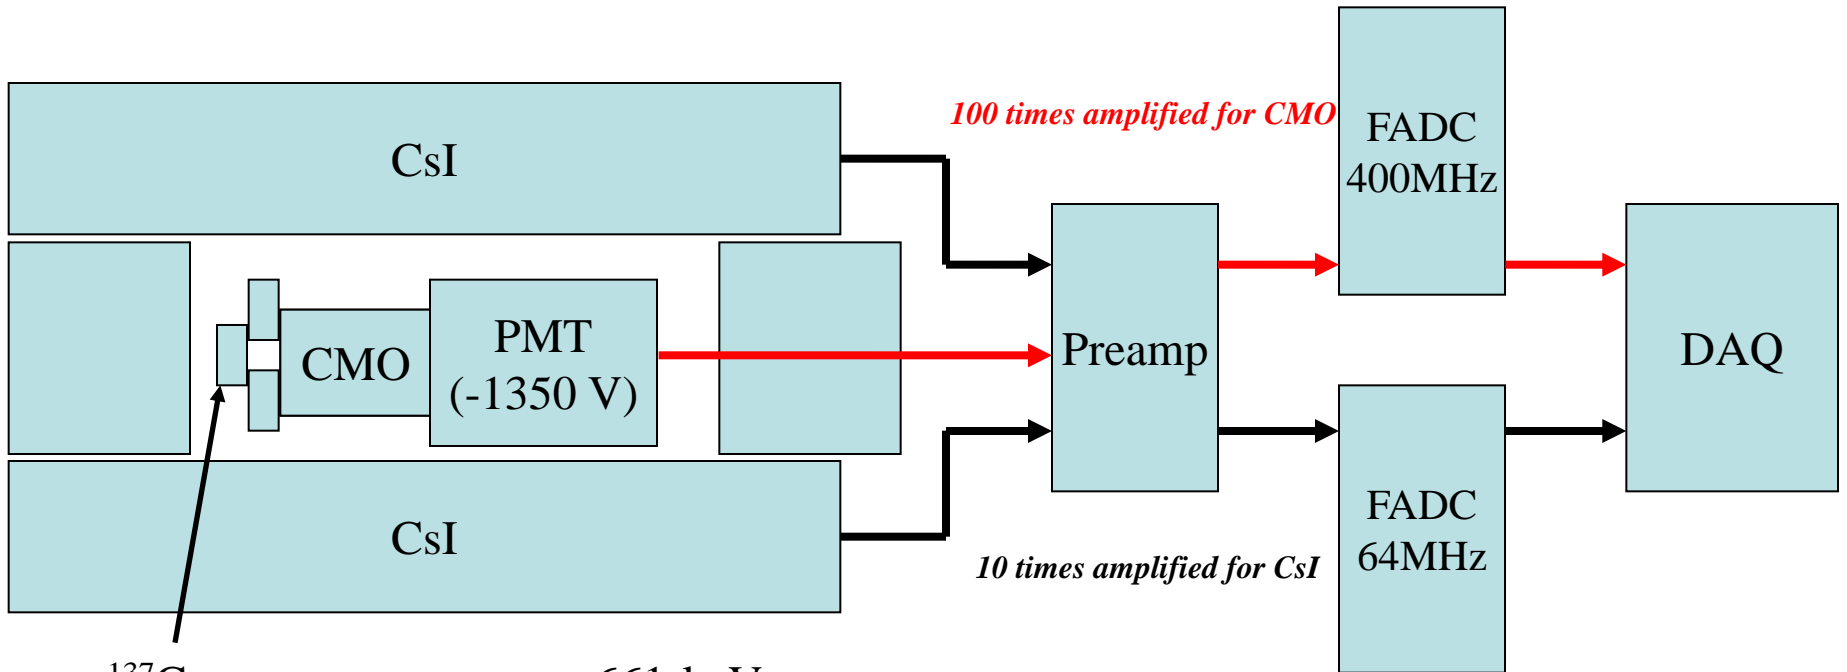 100 times amplified for CMO
FADC
400MHz
CsI
CMO
PMT
(-1350 V)
Preamp
DAQ
CsI
10 times amplified for CsI
FADC
64MHz